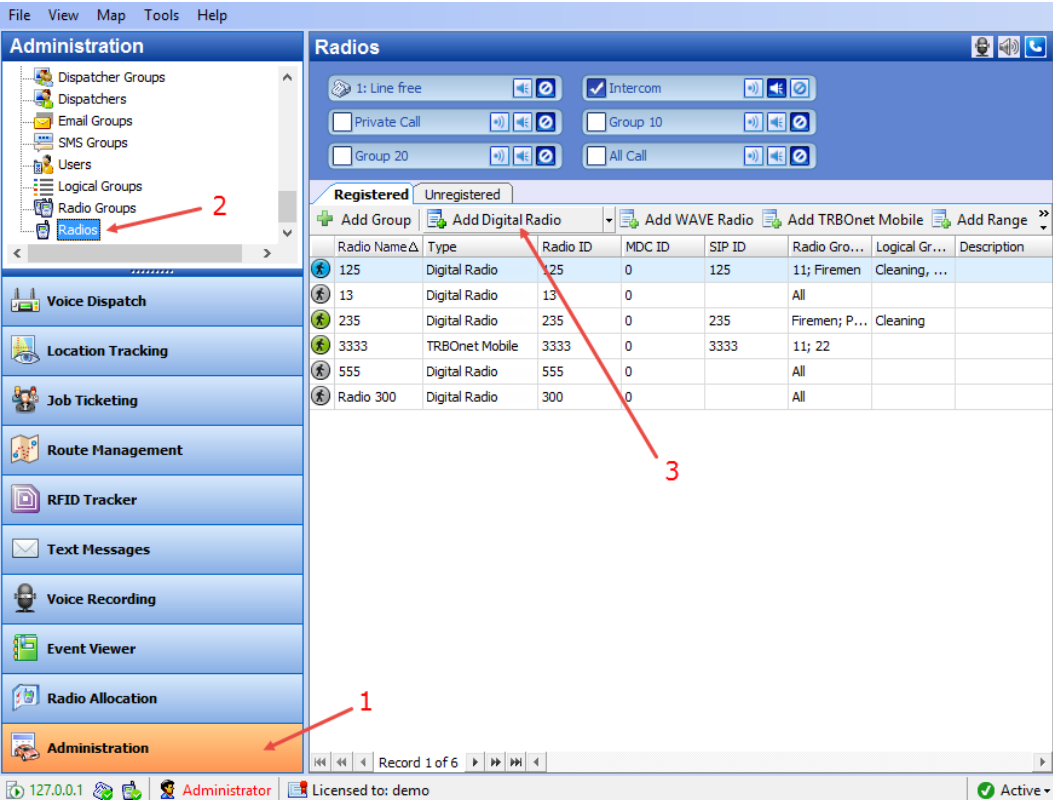 File View Map Tools Help
Administration
Dispatcher Groups
Dispatchers
Email Groups
SMS Groups
Users
Logical Groups
Radio Groups
Radios
2
Voice Dispatch
Location Tracking
Job Ticketing
Route Management
RFID Tracker
Text Messages
Voice Recording
Event Viewer
Radio Allocation
Administration
1
Radios
1: Line free Intercom
Private Call Group 10
Group 20 All Call
Registered Unregistered
Add Group Add Digital Radio Add WAVE Radio Add TRBOnet Mobile Add Range
Radio Name Type Radio ID MDC ID SIP ID Radio Gro... Logical Gr... Description
125 Digital Radio 125 0 125 11; Firemen Cleaning, ...
13 Digital Radio 13 0 All
235 Digital Radio 235 0 235 Firemen; P... Cleaning
3333 TRBOnet Mobile 3333 0 3333 11; 22
555 Digital Radio 555 0 All
Radio 300 Digital Radio 300 0 All
3
Record 1 of 6
127.0.0.1 Administrator Licensed to: demo Active